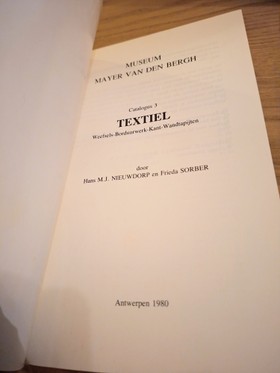 MUSEUM
MAYER VAN DEN BERGH
Catalogus 3
TEXTIEL
Weefsels-Borduurwerk-Kant-Wandtapijten
door
Hans M.J. NIEUWDORP en Frieda SORBER
Antwerpen 1980